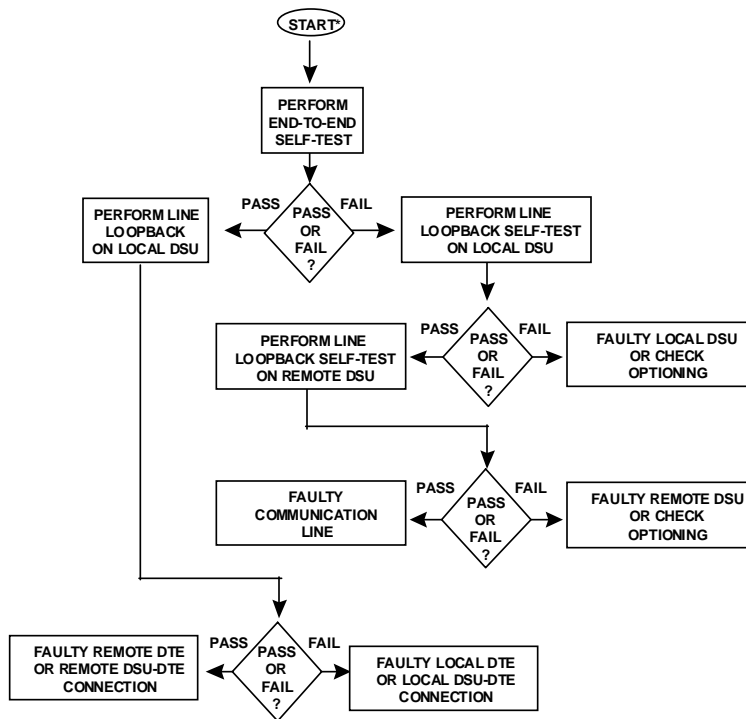 START*
PERFORM
END-TO-END
SELF-TEST
PASS
FAIL
PASS
OR
FAIL
?
PERFORM LINE
LOOPBACK
ON LOCAL DSU
PERFORM LINE
LOOPBACK SELF-TEST
ON LOCAL DSU
PASS
FAIL
PASS
OR
FAIL
?
PERFORM LINE
LOOPBACK SELF-TEST
ON REMOTE DSU
FAULTY LOCAL DSU
OR CHECK
OPTIONING
PASS
FAIL
PASS
OR
FAIL
?
FAULTY
COMMUNICATION
LINE
FAULTY REMOTE DSU
OR CHECK
OPTIONING
PASS
FAIL
PASS
OR
FAIL
?
FAULTY REMOTE DTE
OR REMOTE DSU-DTE
CONNECTION
FAULTY LOCAL DTE
OR LOCAL DSU-DTE
CONNECTION